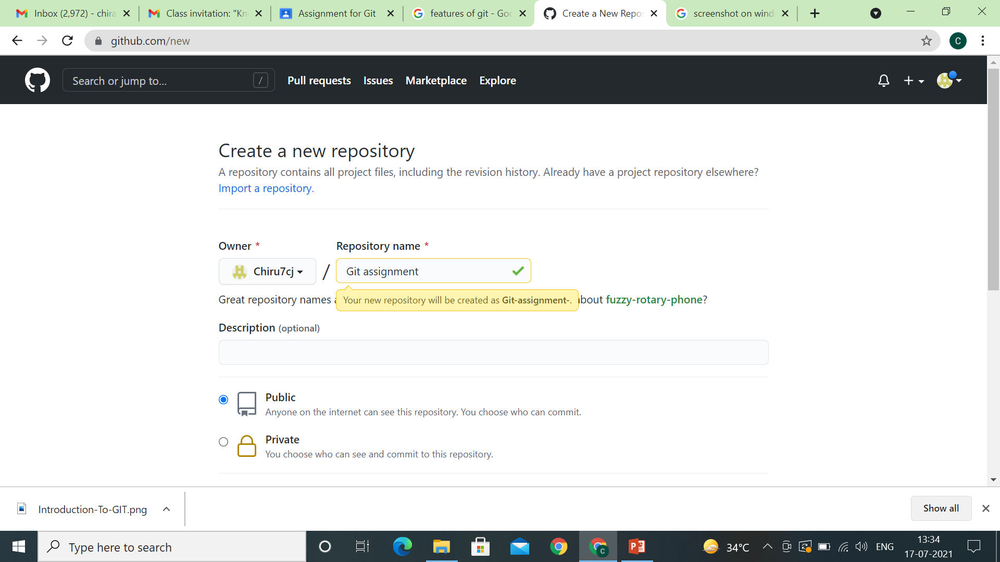 Inbox (2,972) - chira
Class invitation: "Kn
Assignment for Git
features of git - Goo
Create a New Repos
screenshot on wind
github.com/new
C
Search or jump to...
/
Pull requests
Issues
Marketplace
Explore
Create a new repository
A repository contains all project files, including the revision history. Already have a project repository elsewhere?
Import a repository.
Owner *
Repository name *
Chiru7cj
/
Git assignment
Great repository names
Your new repository will be created as Git-assignment-.
about fuzzy-rotary-phone?
Description (optional)
Public
Anyone on the internet can see this repository. You choose who can commit.
Private
You choose who can see and commit to this repository.
Introduction-To-GIT.png
Show all
Type here to search
C
34°C
ENG
13:34
17-07-2021